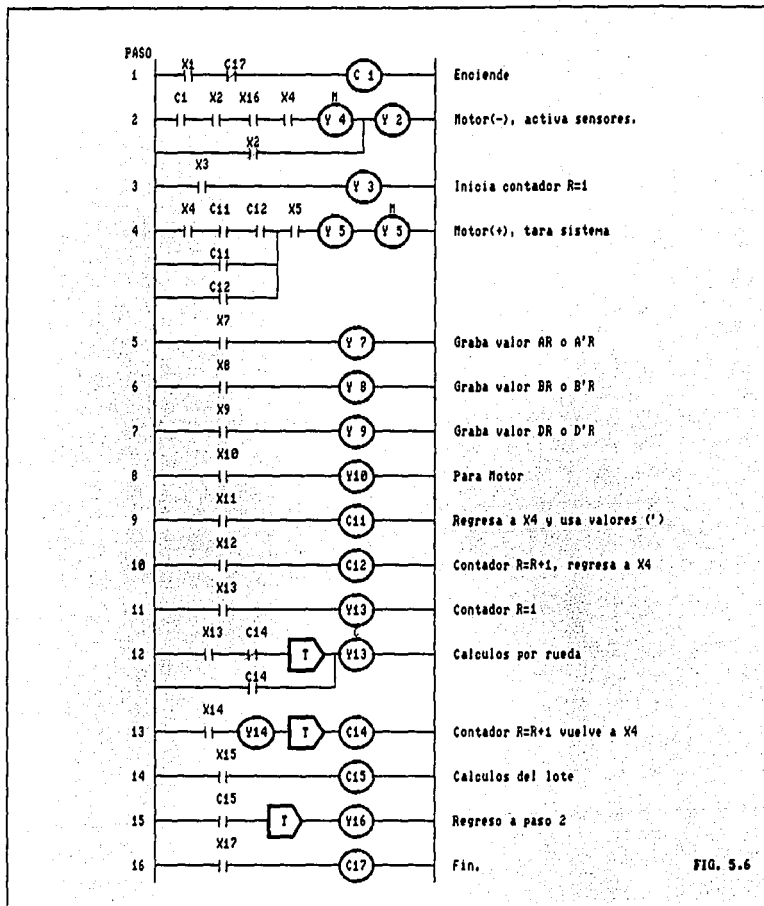 PASO
X1 C17
1 C 1 Enciende
C1 X2 X16 X4 M
2 Y 4 Y 2 Motor(-), activa sensores.
X2
X3
3 Y 3 Inicia contador R=1
X4 C11 C12 X5 M
4 Y 5 Y 5 Motor(+), tara sistema
C11
C12
X7
5 Y 7 Graba valor AR o A'R
X8
6 Y 8 Graba valor BR o B'R
X9
7 Y 9 Graba valor DR o D'R
X10
8 Y10 Para Motor
X11
9 C11 Regresa a X4 y usa valores (')
X12
10 C12 Contador R=R+1, regresa a X4
X13
11 Y13 Contador R=1
X13 C14 C
12 T Y13 Calculos por rueda
C14
X14
13 Y14 T C14 Contador R=R+1 vuelve a X4
X15
14 C15 Calculos del lote
C15
15 T Y16 Regreso a paso 2
X17
16 C17 Fin.
FIG. 5.6